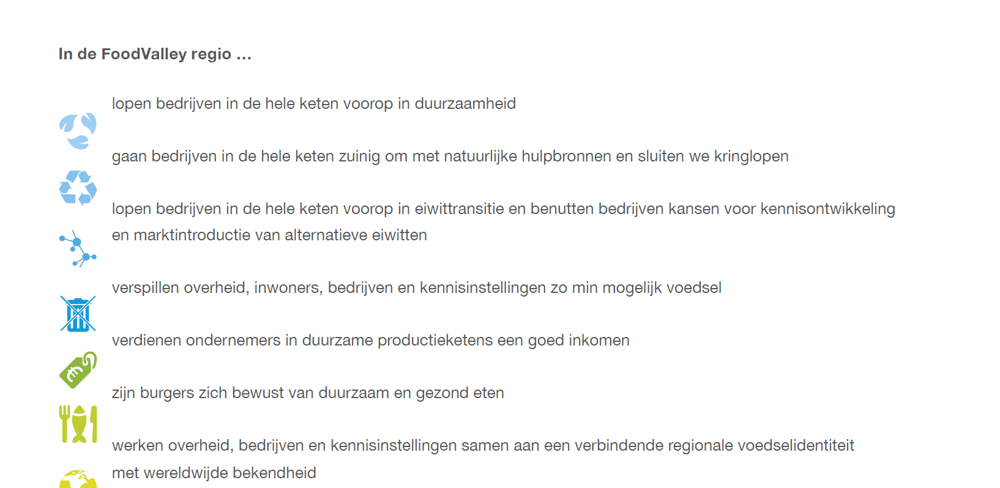 In de FoodValley regio …
lopen bedrijven in de hele keten voorop in duurzaamheid
gaan bedrijven in de hele keten zuinig om met natuurlijke hulpbronnen en sluiten we kringlopen
lopen bedrijven in de hele keten voorop in eiwittransitie en benutten bedrijven kansen voor kennisontwikkeling
en marktintroductie van alternatieve eiwitten
verspillen overheid, inwoners, bedrijven en kennisinstellingen zo min mogelijk voedsel
verdienen ondernemers in duurzame productieketens een goed inkomen
zijn burgers zich bewust van duurzaam en gezond eten
werken overheid, bedrijven en kennisinstellingen samen aan een verbindende regionale voedselidentiteit
met wereldwijde bekendheid